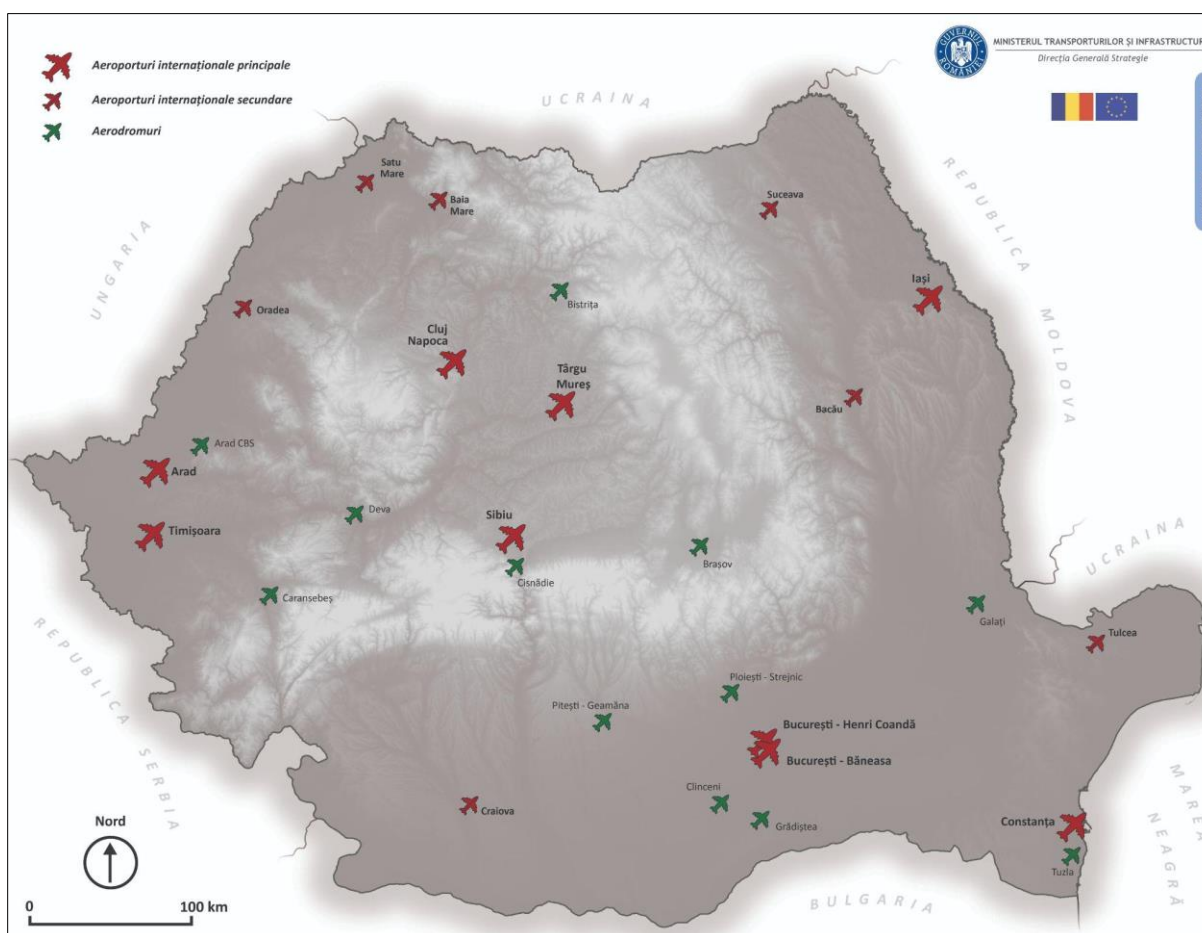 Aeroporturi internaționale principale
Aeroporturi internaționale secundare
Aerodromuri
GUVERNUL ROMÂNIEI
MINISTERUL TRANSPORTURILOR ȘI INFRASTRUCTUR
Direcția Generală Strategie
UCRAINA
UNGARIA
REPUBLICA MOLDOVA
Satu
Mare
Baia
Mare
Suceava
Iași
Oradea
Bistrița
Cluj
Napoca
Târgu
Mureș
Bacău
Arad CBS
Arad
Deva
Timișoara
Sibiu
Cisnădie
Brașov
Caransebeș
UCRAINA
Galați
Tulcea
REPUBLICA SERBIA
Ploiești - Strejnic
Pitești - Geamăna
București - Henri Coandă
București - Băneasa
Clinceni
Craiova
Grădiștea
Constanța
Tuzla
MAREA
NEAGRĂ
BULGARIA
Nord
0
100 km